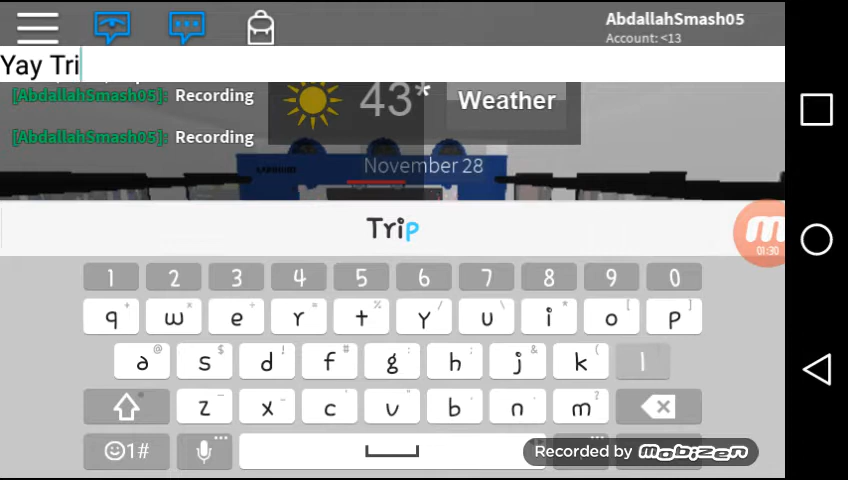 AbdallahSmash05
Account: <13
Yay Tri
[AbdallahSmash05]: Recording
43* Weather
[AbdallahSmash05]: Recording
November 28
Trip
01:30
1 2 3 4 5 6 7 8 9 0
q w e r t y u i o p
a s d f g h j k l
z x c v b n m
☺1#
Recorded by MOBIZEN